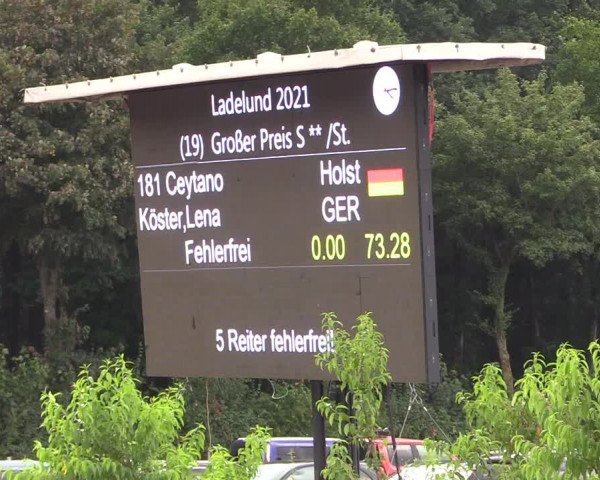 Ladelund 2021
(19) Großer Preis S ** /St.
181 Ceytano Holst
Köster,Lena GER
Fehlerfrei 0.00 73.28
5 Reiter fehlerfrei!